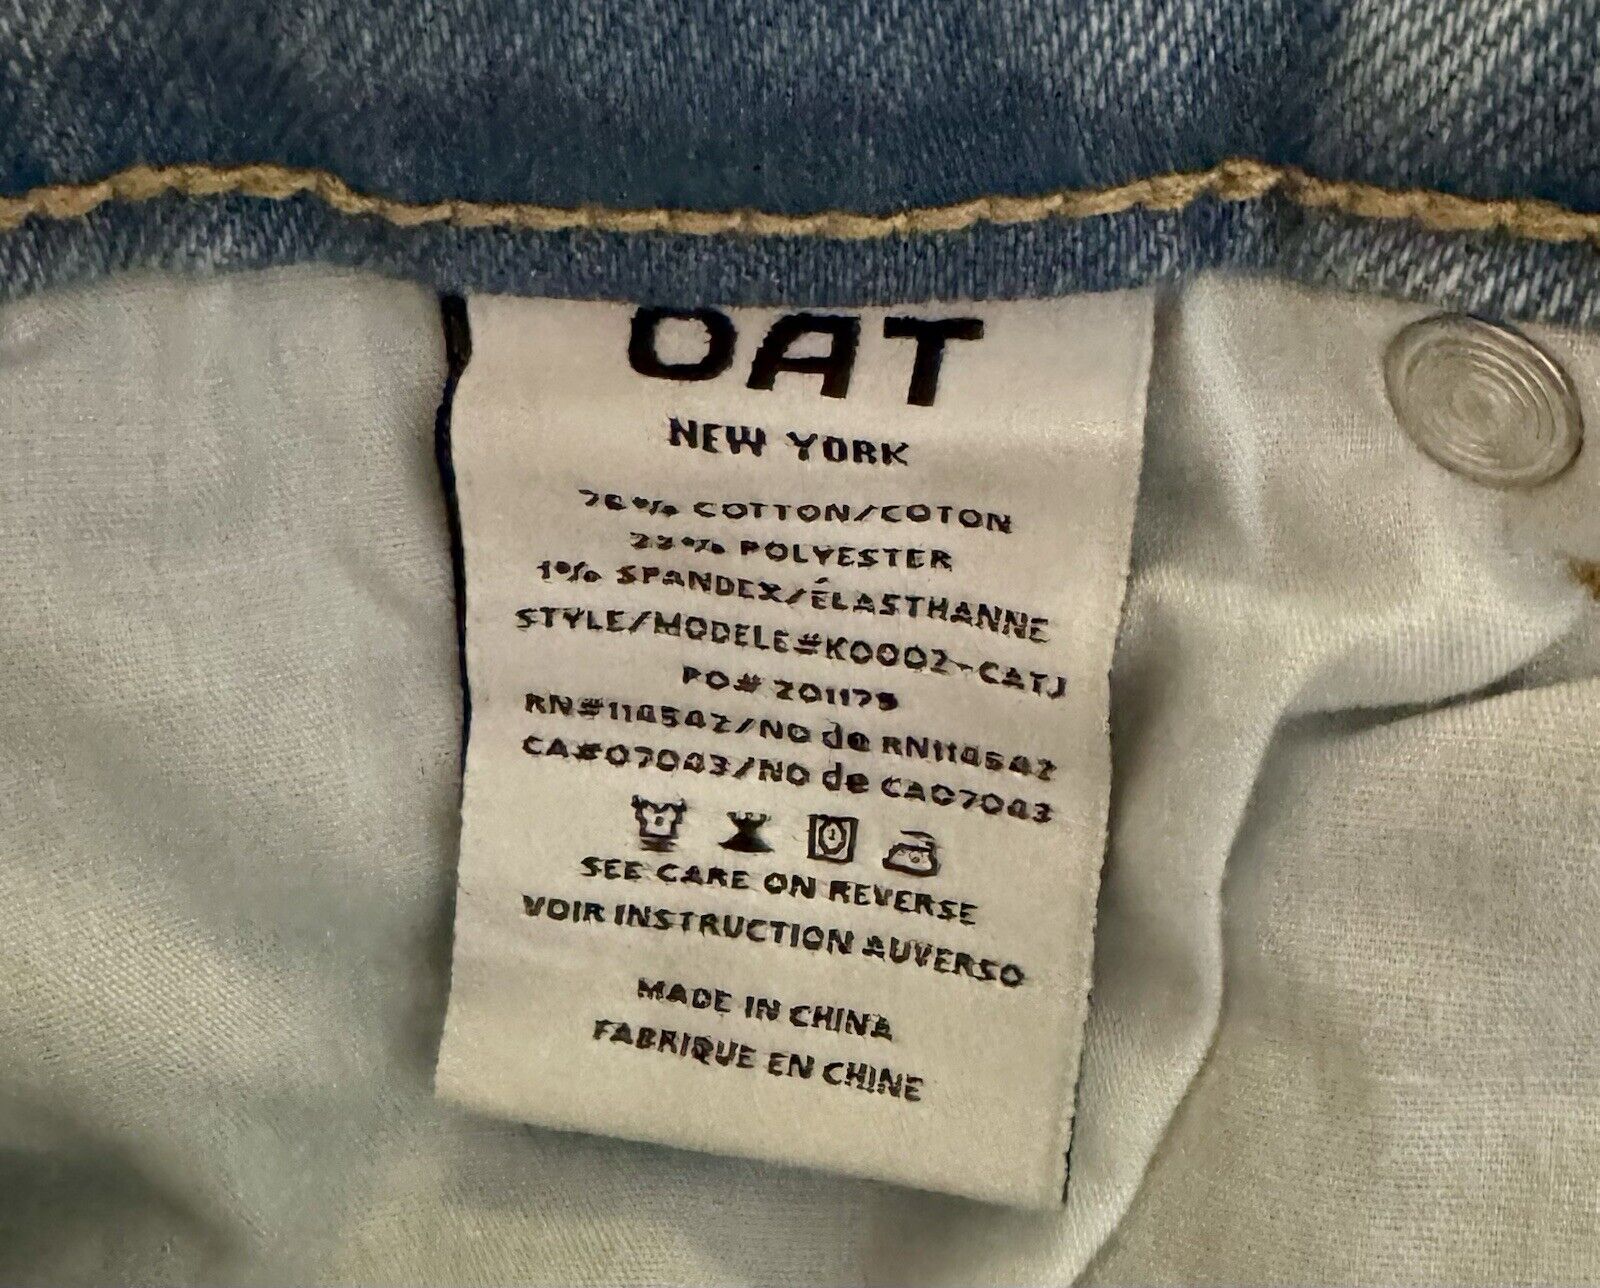 OAT
NEW YORK
76% COTTON/COTON
23% POLYESTER
1% SPANDEX/ÉLASTHANNE
STYLE/MODELE#K0002-CATJ
PO# 201179
RN#114542/NO de RN114542
CA#07043/NO de CA07043
SEE CARE ON REVERSE
VOIR INSTRUCTION AUVERSO
MADE IN CHINA
FABRIQUE EN CHINE